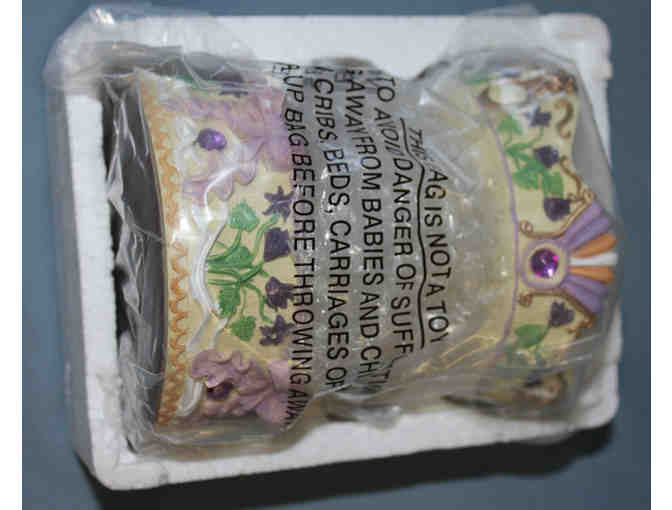 THIS BAG IS NOT A TOY
TO AVOID DANGER OF SUFF
AWAY FROM BABIES AND CHI
CRIBS, BEDS, CARRIAGES O
UP BAG BEFORE THROWING AWA